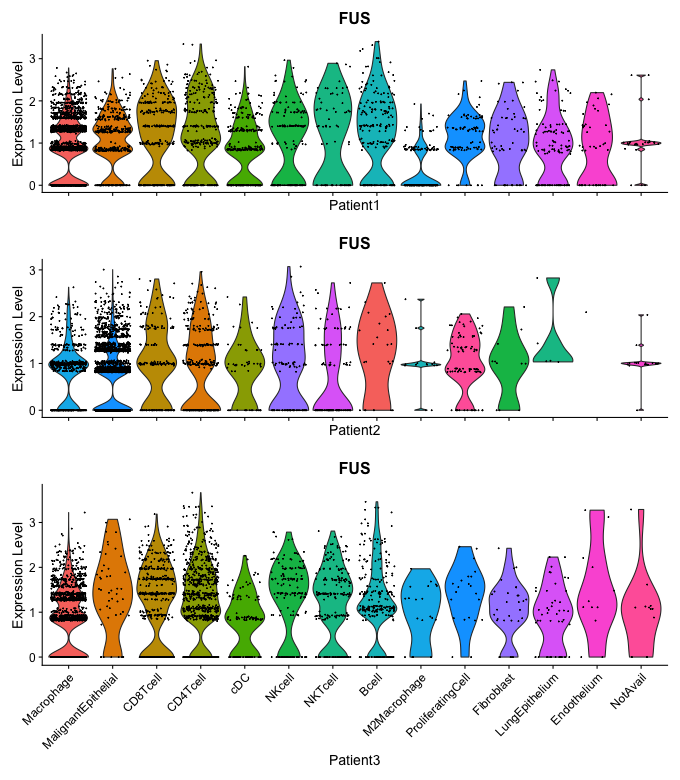 FUS
Expression Level
3
2
1
0
Patient1
FUS
Expression Level
3
2
1
0
Patient2
FUS
Expression Level
3
2
1
0
Macrophage
MalignantEpithelial
CD8Tcell
CD4Tcell
cDC
NKcell
NKTcell
Bcell
M2Macrophage
ProliferatingCell
Fibroblast
LungEpithelium
Endothelium
NotAvail
Patient3